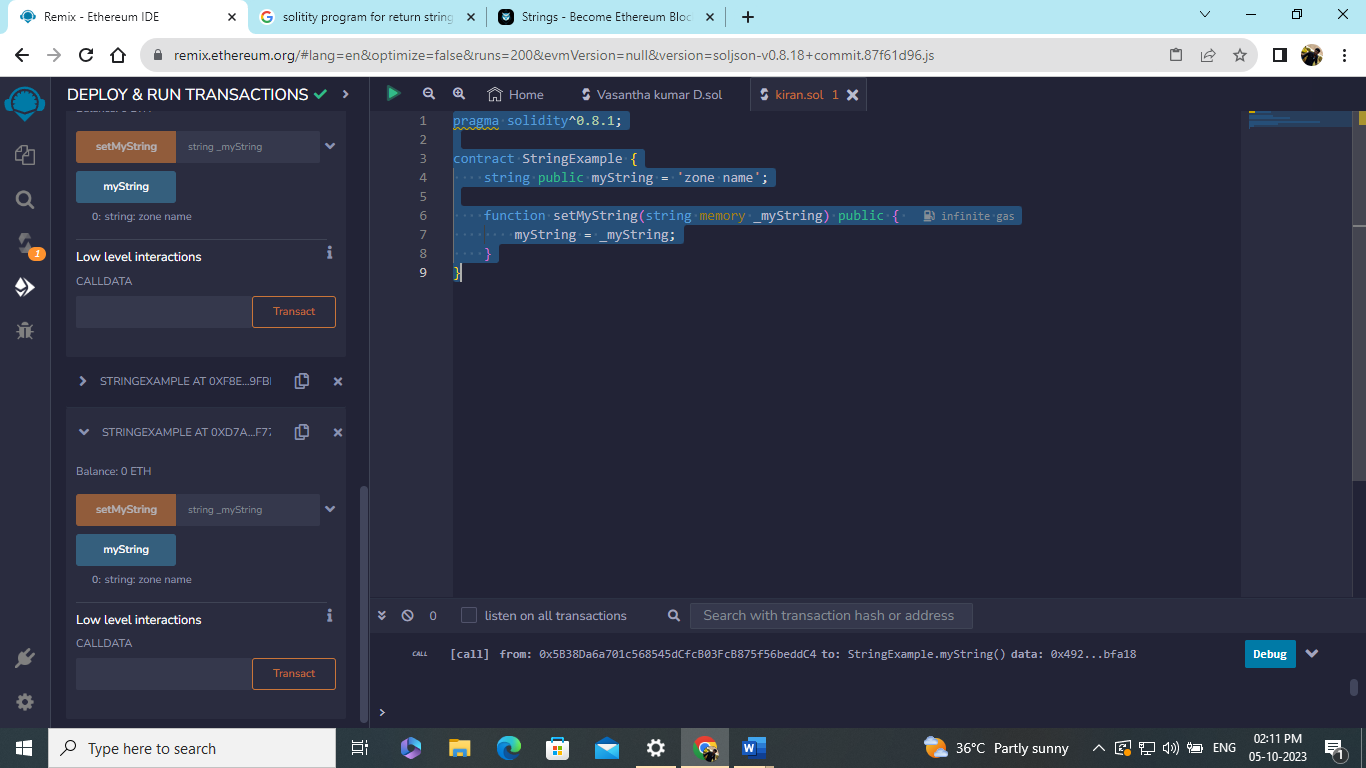 Remix - Ethereum IDE
solitity program for return string
Strings - Become Ethereum Bloc
remix.ethereum.org/#lang=en&optimize=false&runs=200&evmVersion=null&version=soljson-v0.8.18+commit.87f61d96.js
DEPLOY & RUN TRANSACTIONS
setMyString string _myString
myString
0: string: zone name
Low level interactions
CALLDATA
Transact
STRINGEXAMPLE AT 0XF8E...9FBI
STRINGEXAMPLE AT 0XD7A...F77
Balance: 0 ETH
setMyString string _myString
myString
0: string: zone name
Low level interactions
CALLDATA
Transact
1
Home
Vasantha kumar D.sol
kiran.sol 1
1 pragma solidity^0.8.1;
2
3 contract StringExample {
4 string public myString = 'zone name';
5
6 function setMyString(string memory _myString) public { infinite gas
7 myString = _myString;
8 }
9 }
0 listen on all transactions Search with transaction hash or address
CALL [call] from: 0x5B38Da6a701c568545dCfcB03FcB875f56beddC4 to: StringExample.myString() data: 0x492...bfa18 Debug
>
Type here to search
36°C Partly sunny
ENG
02:11 PM
05-10-2023
1